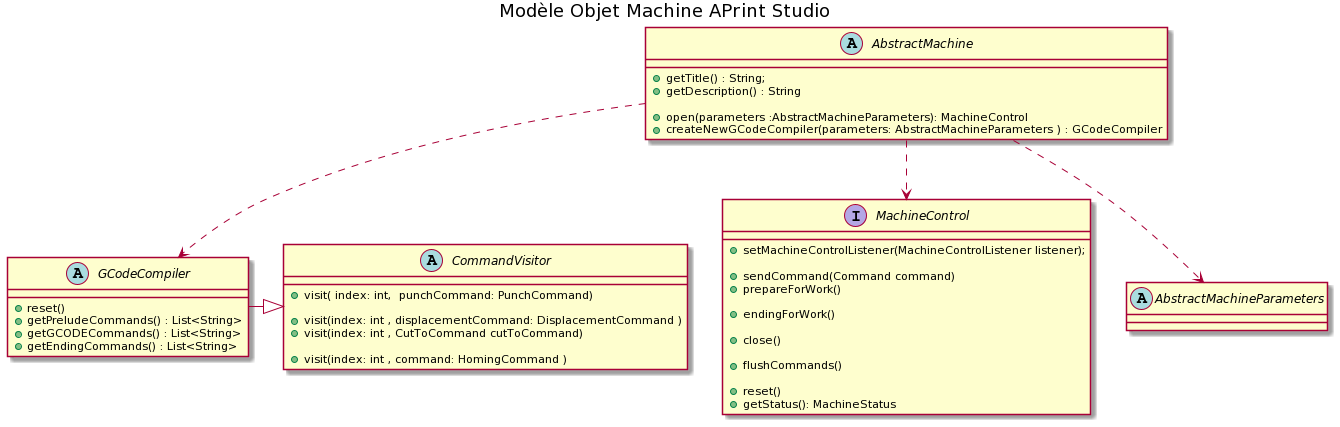 Modèle Objet Machine APrint Studio
A AbstractMachine
getTitle() : String;
getDescription() : String
open(parameters :AbstractMachineParameters): MachineControl
createNewGCodeCompiler(parameters: AbstractMachineParameters ) : GCodeCompiler
I MachineControl
setMachineControlListener(MachineControlListener listener);
sendCommand(Command command)
prepareForWork()
endingForWork()
close()
flushCommands()
reset()
getStatus(): MachineStatus
A GCodeCompiler
reset()
getPreludeCommands() : List<String>
getGCODECommands() : List<String>
getEndingCommands() : List<String>
A CommandVisitor
visit( index: int,  punchCommand: PunchCommand)
visit(index: int , displacementCommand: DisplacementCommand )
visit(index: int , CutToCommand cutToCommand)
visit(index: int , command: HomingCommand )
A AbstractMachineParameters